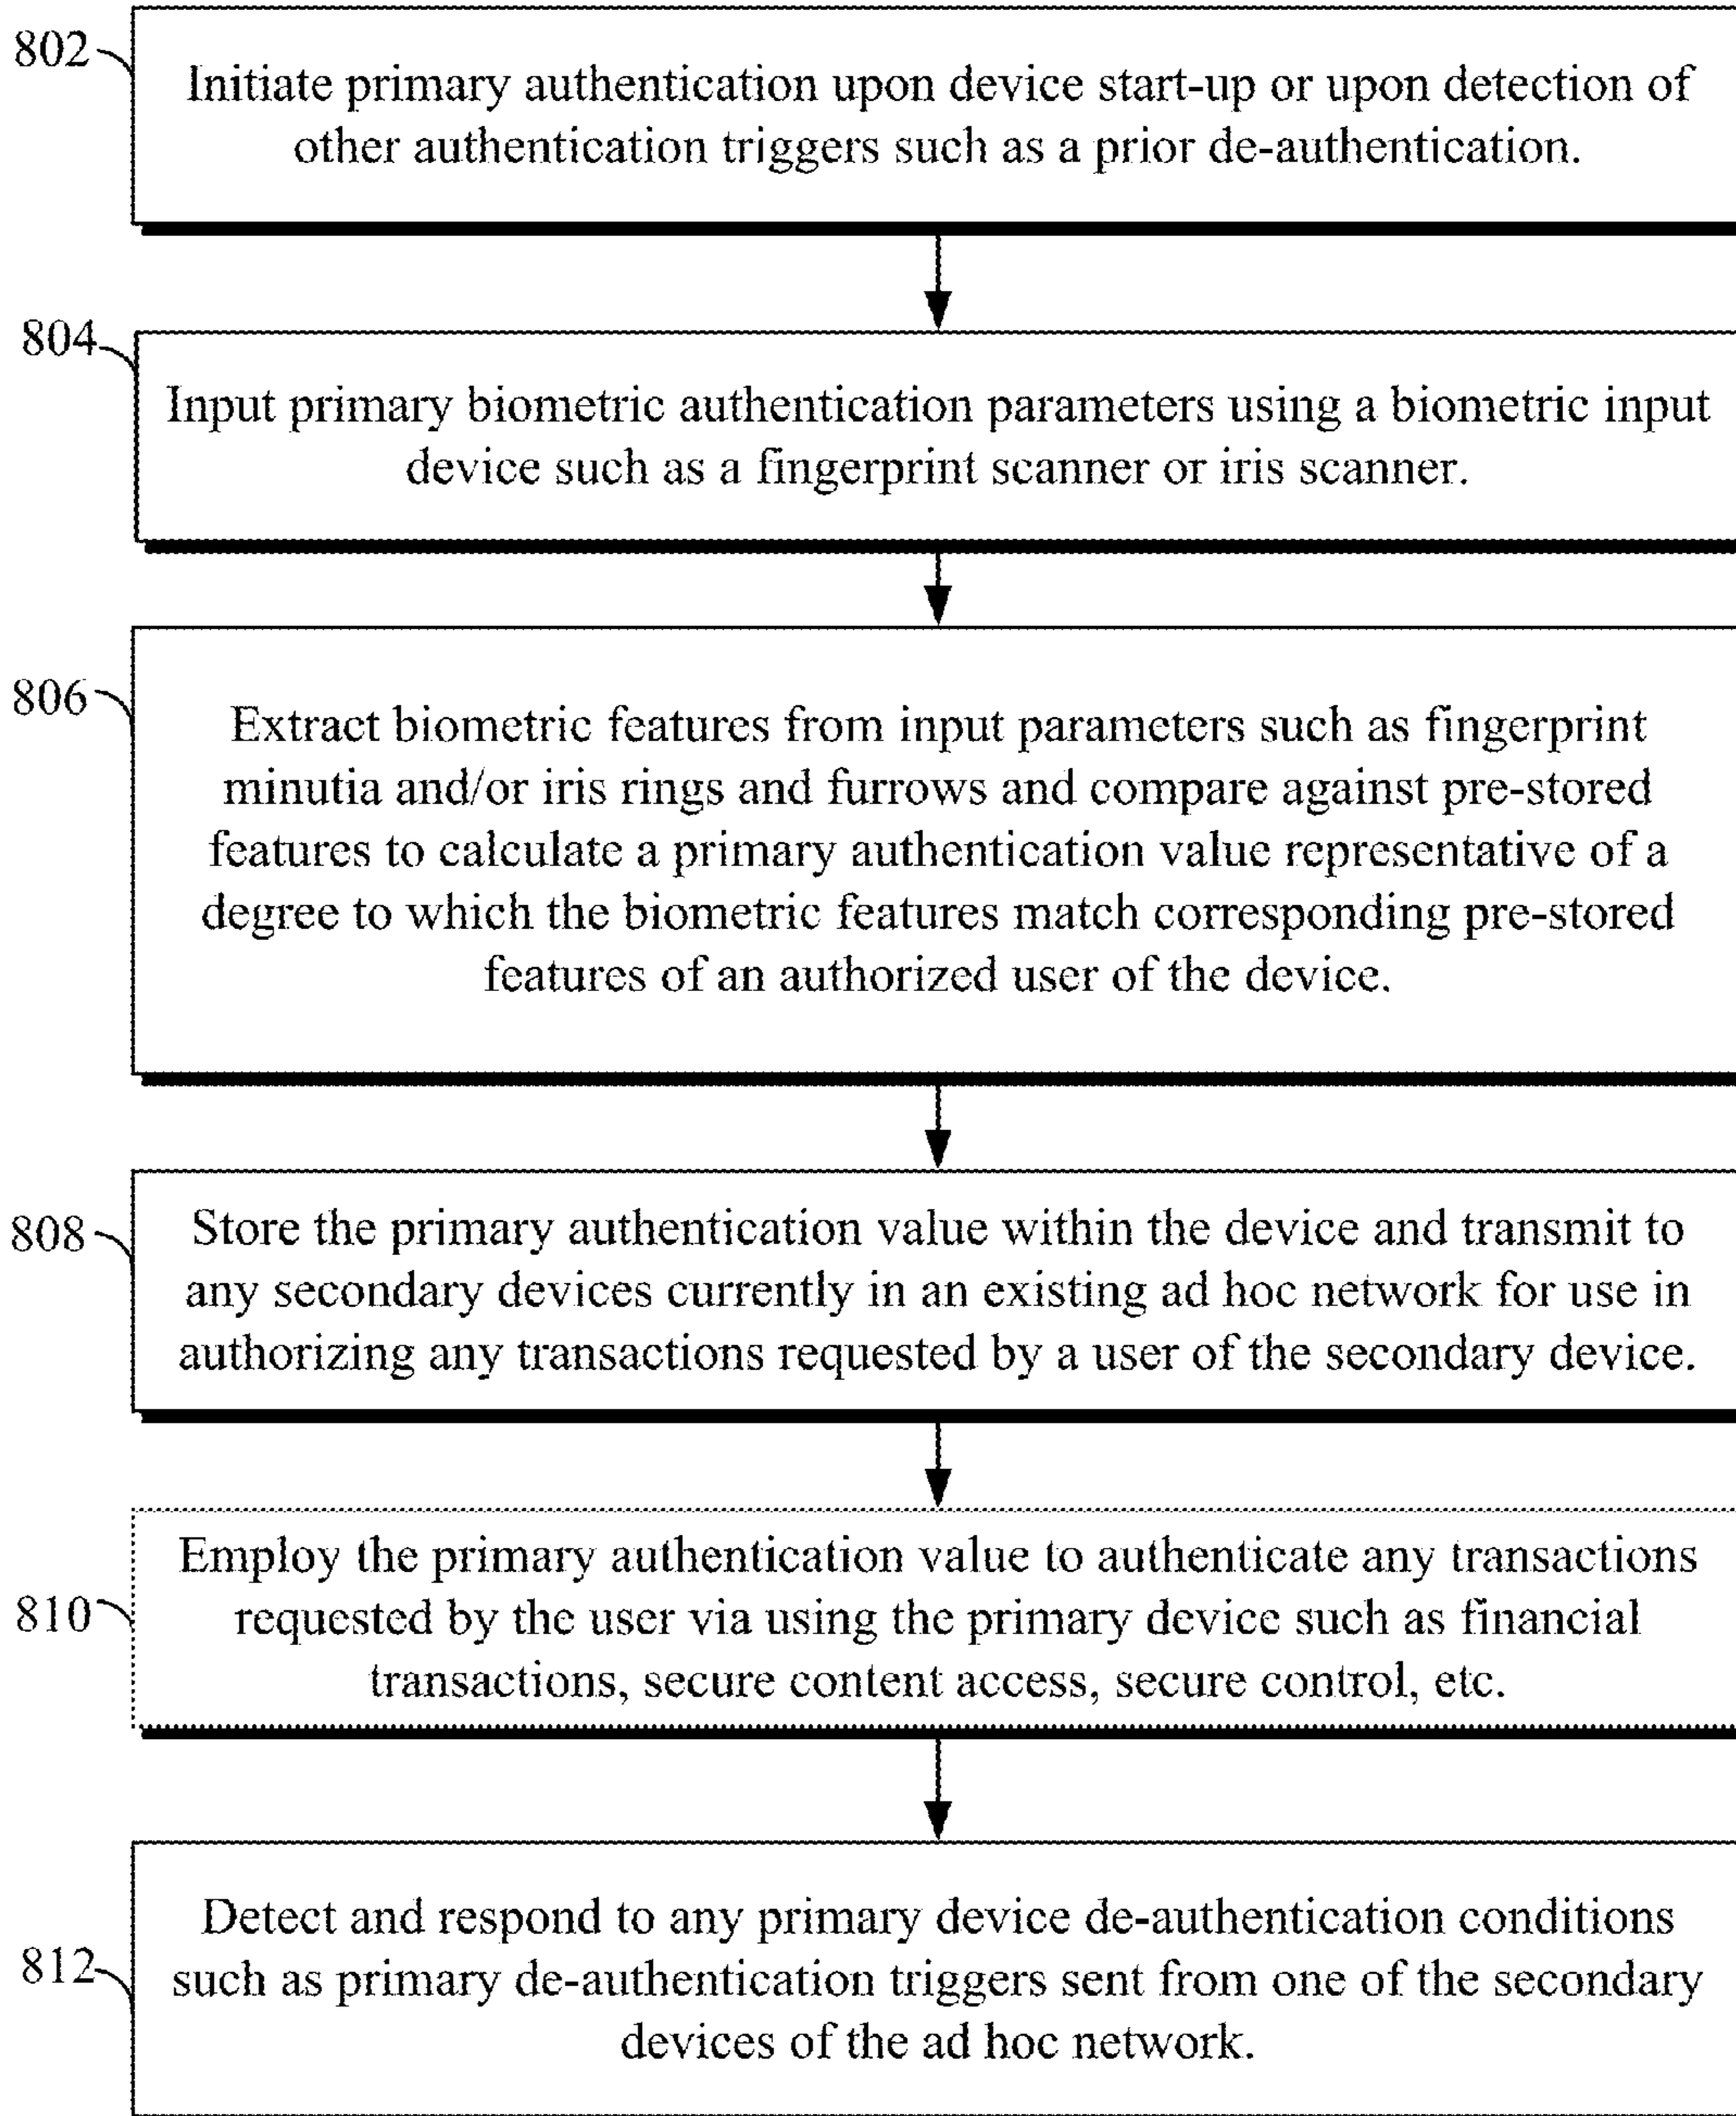 802
Initiate primary authentication upon device start-up or upon detection of
other authentication triggers such as a prior de-authentication.
804
Input primary biometric authentication parameters using a biometric input
device such as a fingerprint scanner or iris scanner.
806
Extract biometric features from input parameters such as fingerprint
minutia and/or iris rings and furrows and compare against pre-stored
features to calculate a primary authentication value representative of a
degree to which the biometric features match corresponding pre-stored
features of an authorized user of the device.
808
Store the primary authentication value within the device and transmit to
any secondary devices currently in an existing ad hoc network for use in
authorizing any transactions requested by a user of the secondary device.
810
Employ the primary authentication value to authenticate any transactions
requested by the user via using the primary device such as financial
transactions, secure content access, secure control, etc.
812
Detect and respond to any primary device de-authentication conditions
such as primary de-authentication triggers sent from one of the secondary
devices of the ad hoc network.